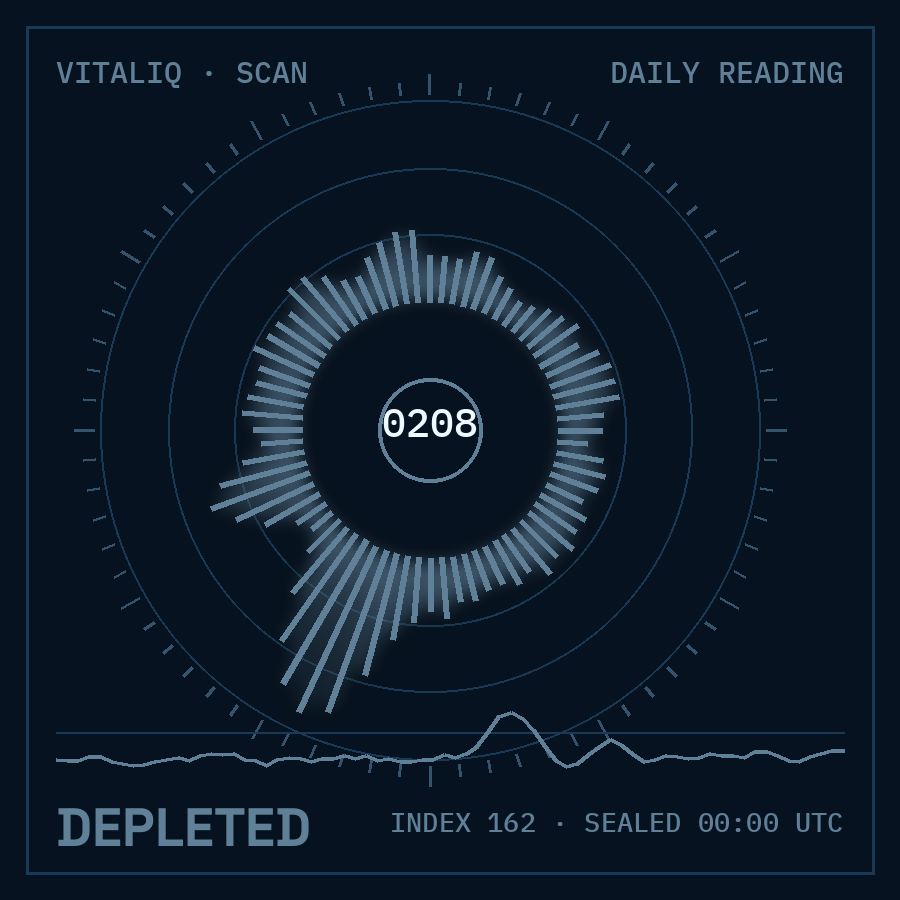 VITALIQ · SCAN
DAILY READING
0208
DEPLETED
INDEX 162 · SEALED 00:00 UTC